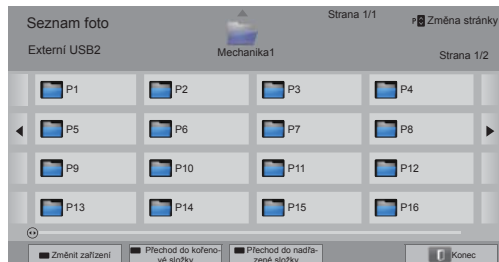 Seznam foto
Strana 1/1
P Změna stránky
Externí USB2
Mechanika1
Strana 1/2
P1
P2
P3
P4
P5
P6
P7
P8
P9
P10
P11
P12
P13
P14
P15
P16
Změnit zařízení
Přechod do kořeno-
vé složky
Přechod do nadřa-
zené složky
Konec